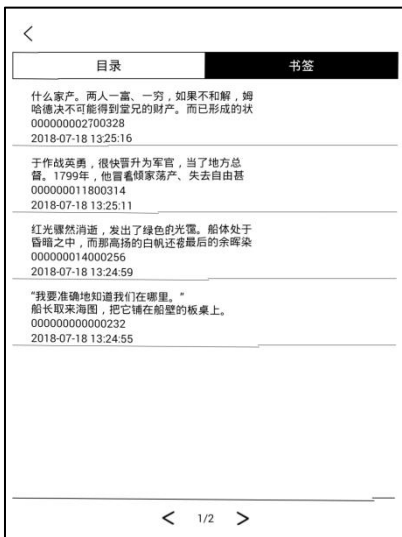 目录
书签
什么家产。两人一富、一穷，如果不和解，姆
哈德决不可能得到堂兄的财产。而已形成的状
000000002700328
2018-07-18 13:25:16
于作战英勇，很快晋升为军官，当了地方总
督。1799年，他冒着倾家荡产、失去自由甚
000000011800314
2018-07-18 13:25:11
红光骤然消逝，发出了绿色的光霭。船体处于
昏暗之中，而那高扬的白帆还被最后的余晖染
000000014000256
2018-07-18 13:24:59
“我要准确地知道我们在哪里。”
船长取来海图，把它铺在船壁的板桌上。
000000000000232
2018-07-18 13:24:55
1/2